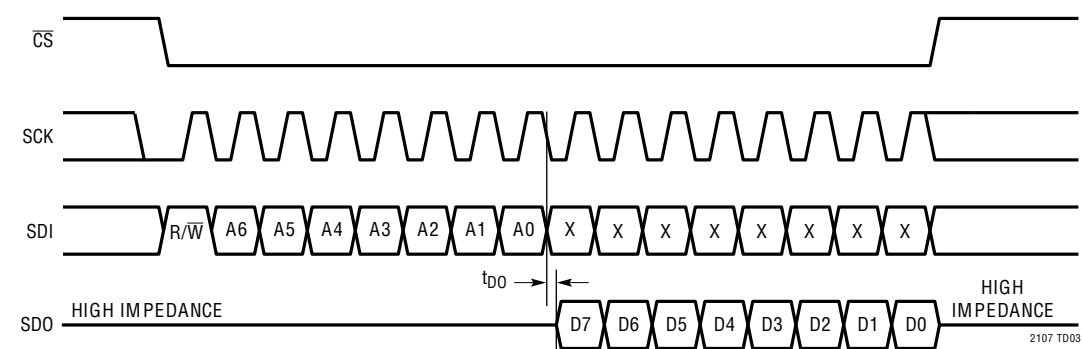 C̅S̅
SCK
SDI R/W̅ A6 A5 A4 A3 A2 A1 A0 X X X X X X X X
tDO
SDO HIGH IMPEDANCE D7 D6 D5 D4 D3 D2 D1 D0 HIGH IMPEDANCE
2107 TD03